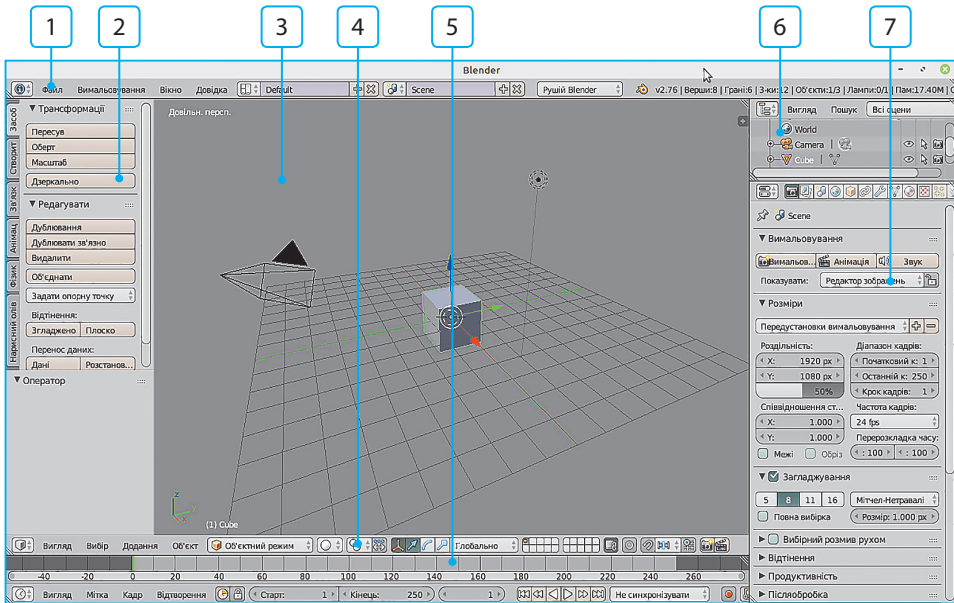 1 2 3 4 5 6 7
Blender
Файл Вимальовування Вікно Довідка Default Scene Рушій Blender v2.76 | Верши:8 | Грані:6 | З-ки:12 | Об'єкти:1/3 | Лампи:0/1 | Пам:17.40M |
Засоб
Створит
Зв'язк
Анімац
Фізик
Нарисний олів
Трансформації
Пересув
Оберт
Масштаб
Дзеркально
Редагувати
Дублювання
Дублювати зв'язно
Видалити
Об'єднати
Задати опорну точку
Відтінення:
Згладжено Плоско
Перенос даних:
Дані Розстанов...
Оператор
Довільн. персп.
z
(1) Cube
Вигляд Вибір Додання Об'єкт Об'єктний режим Глобально
-40 -20 0 20 40 60 80 100 120 140 160 180 200 220 240 260
Вигляд Мітка Кадр Відтворення Старт: 1 Кінець: 250 1 Не синхронізувати
Вигляд Пошук Всі сцени
World
Camera
Cube
Scene
Вимальовування
Вимальов... Анімація Звук
Показувати: Редактор зображень
Розміри
Передустановки вимальовування
Роздільність: Діапазон кадрів:
X: 1920 px Початковий к: 1
Y: 1080 px Останній к: 250
50% Крок кадрів: 1
Співвідношення ст... Частота кадрів:
X: 1.000 24 fps
Y: 1.000 Перерозкладка часу:
Межі Обріз : 100 : 100
Загладжування
5 8 11 16 Мітчел-Нетравалі
Повна вибірка Розмір: 1.000 px
Вибірний розмив рухом
Відтінення
Продуктивність
Післяобробка